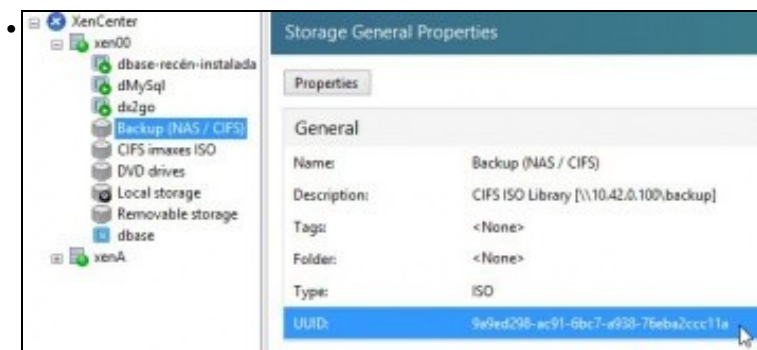 XenCenter
xen00
dbase-recén-instalada
dMySql
dx2go
Backup (NAS / CIFS)
CIFS imaxes ISO
DVD drives
Local storage
Removable storage
dbase
xenA
Storage General Properties
Properties
General
Name: Backup (NAS / CIFS)
Description: CIFS ISO Library [\\10.42.0.100\backup]
Tags: <None>
Folder: <None>
Type: ISO
UUID: 9a9ed298-ac91-6bc7-a938-76eba2ccc11a